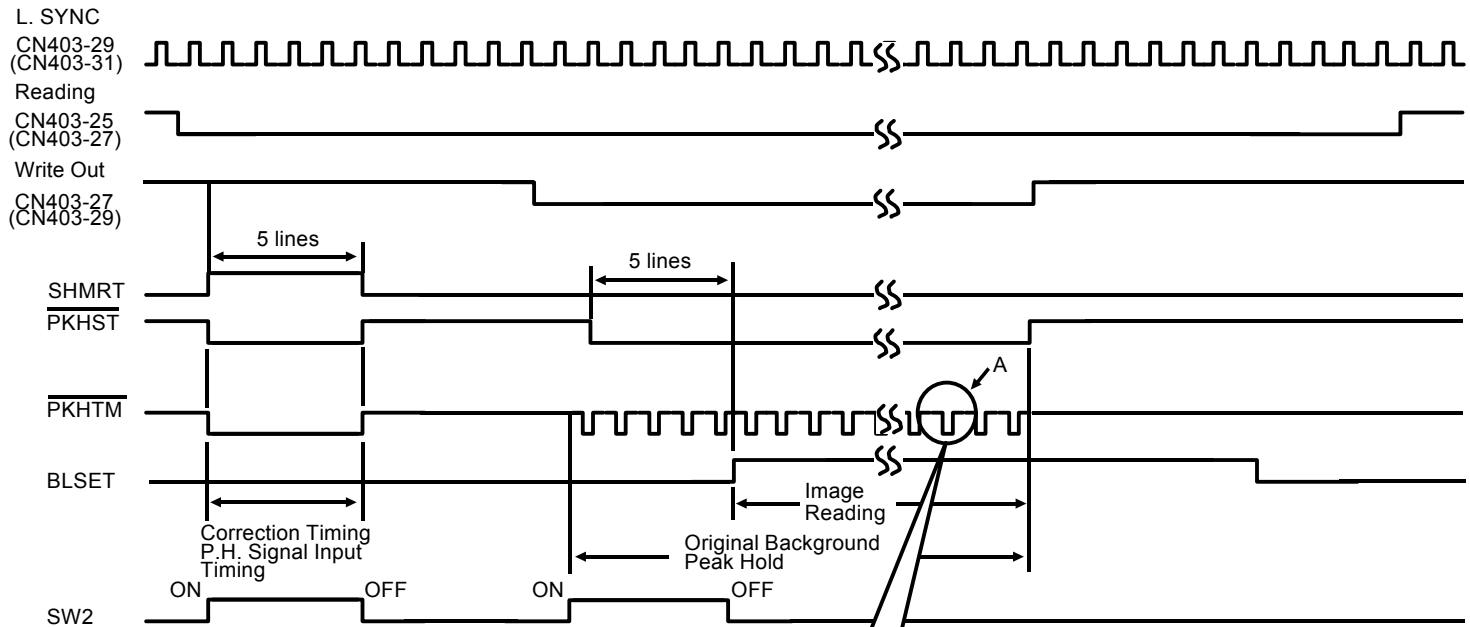 L. SYNC
CN403-29
(CN403-31)
Reading
CN403-25
(CN403-27)
Write Out
CN403-27
(CN403-29)
5 lines
5 lines
SHMRT
PKHST
A
PKHTM
BLSET
Image
Reading
Correction Timing
P.H. Signal Input
Timing
Original Background
Peak Hold
ON
OFF
ON
OFF
SW2